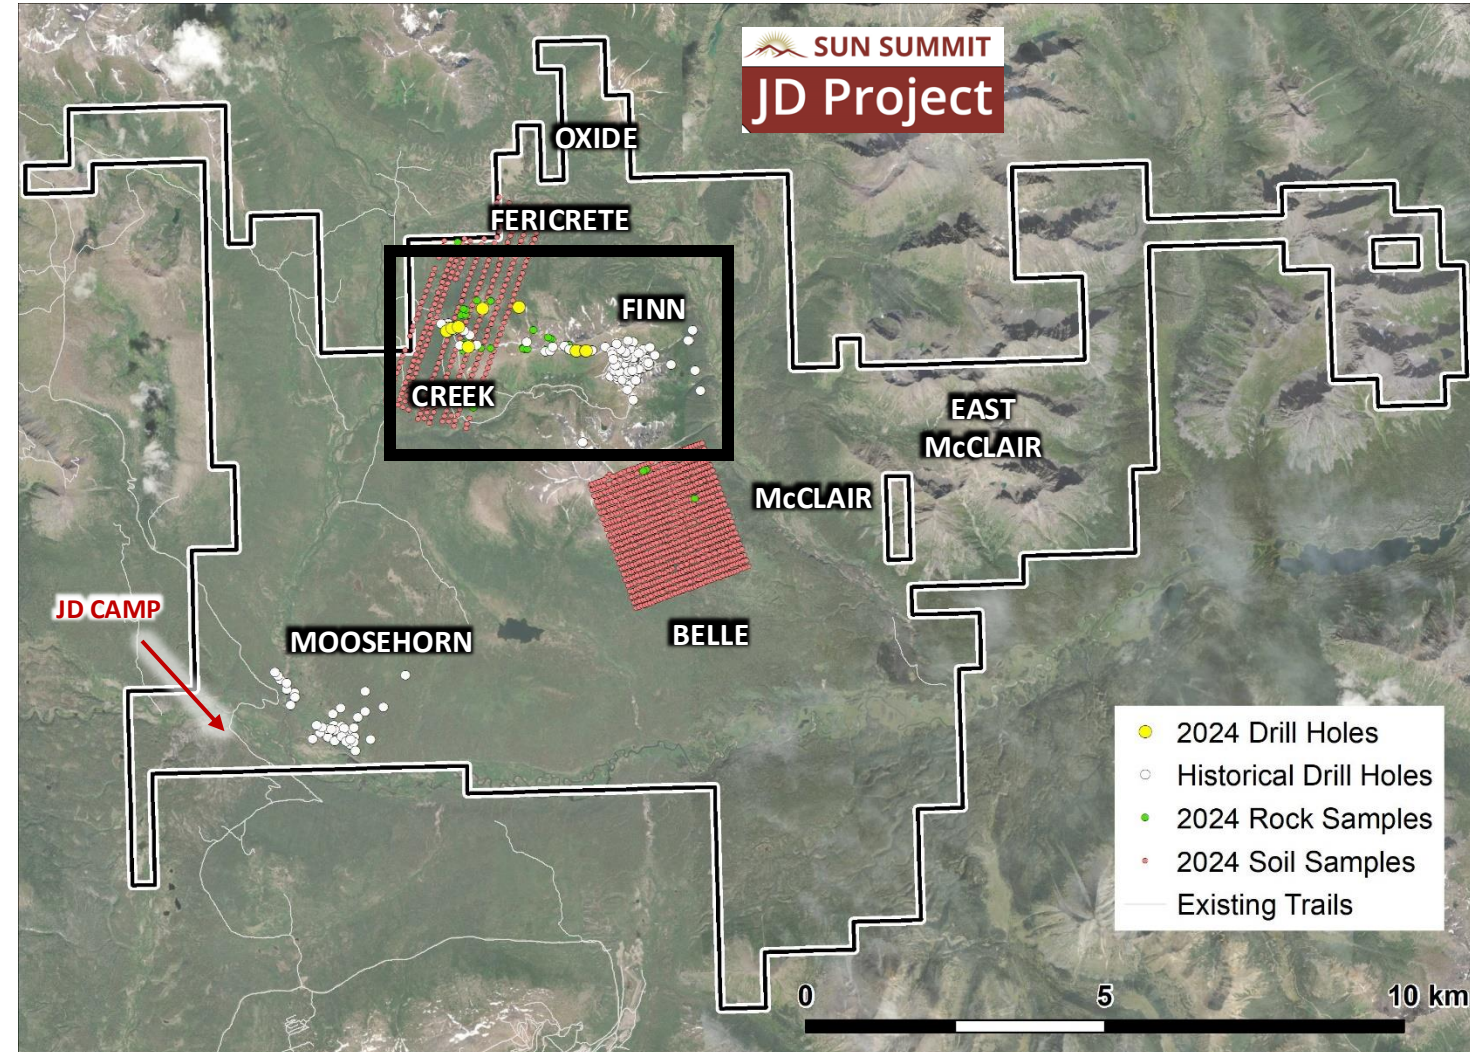 SUN SUMMIT
JD Project
OXIDE
FERICRETE
FINN
CREEK
EAST
McCLAIR
McCLAIR
JD CAMP
MOOSEHORN
BELLE
2024 Drill Holes
Historical Drill Holes
2024 Rock Samples
2024 Soil Samples
Existing Trails
0 5 10 km